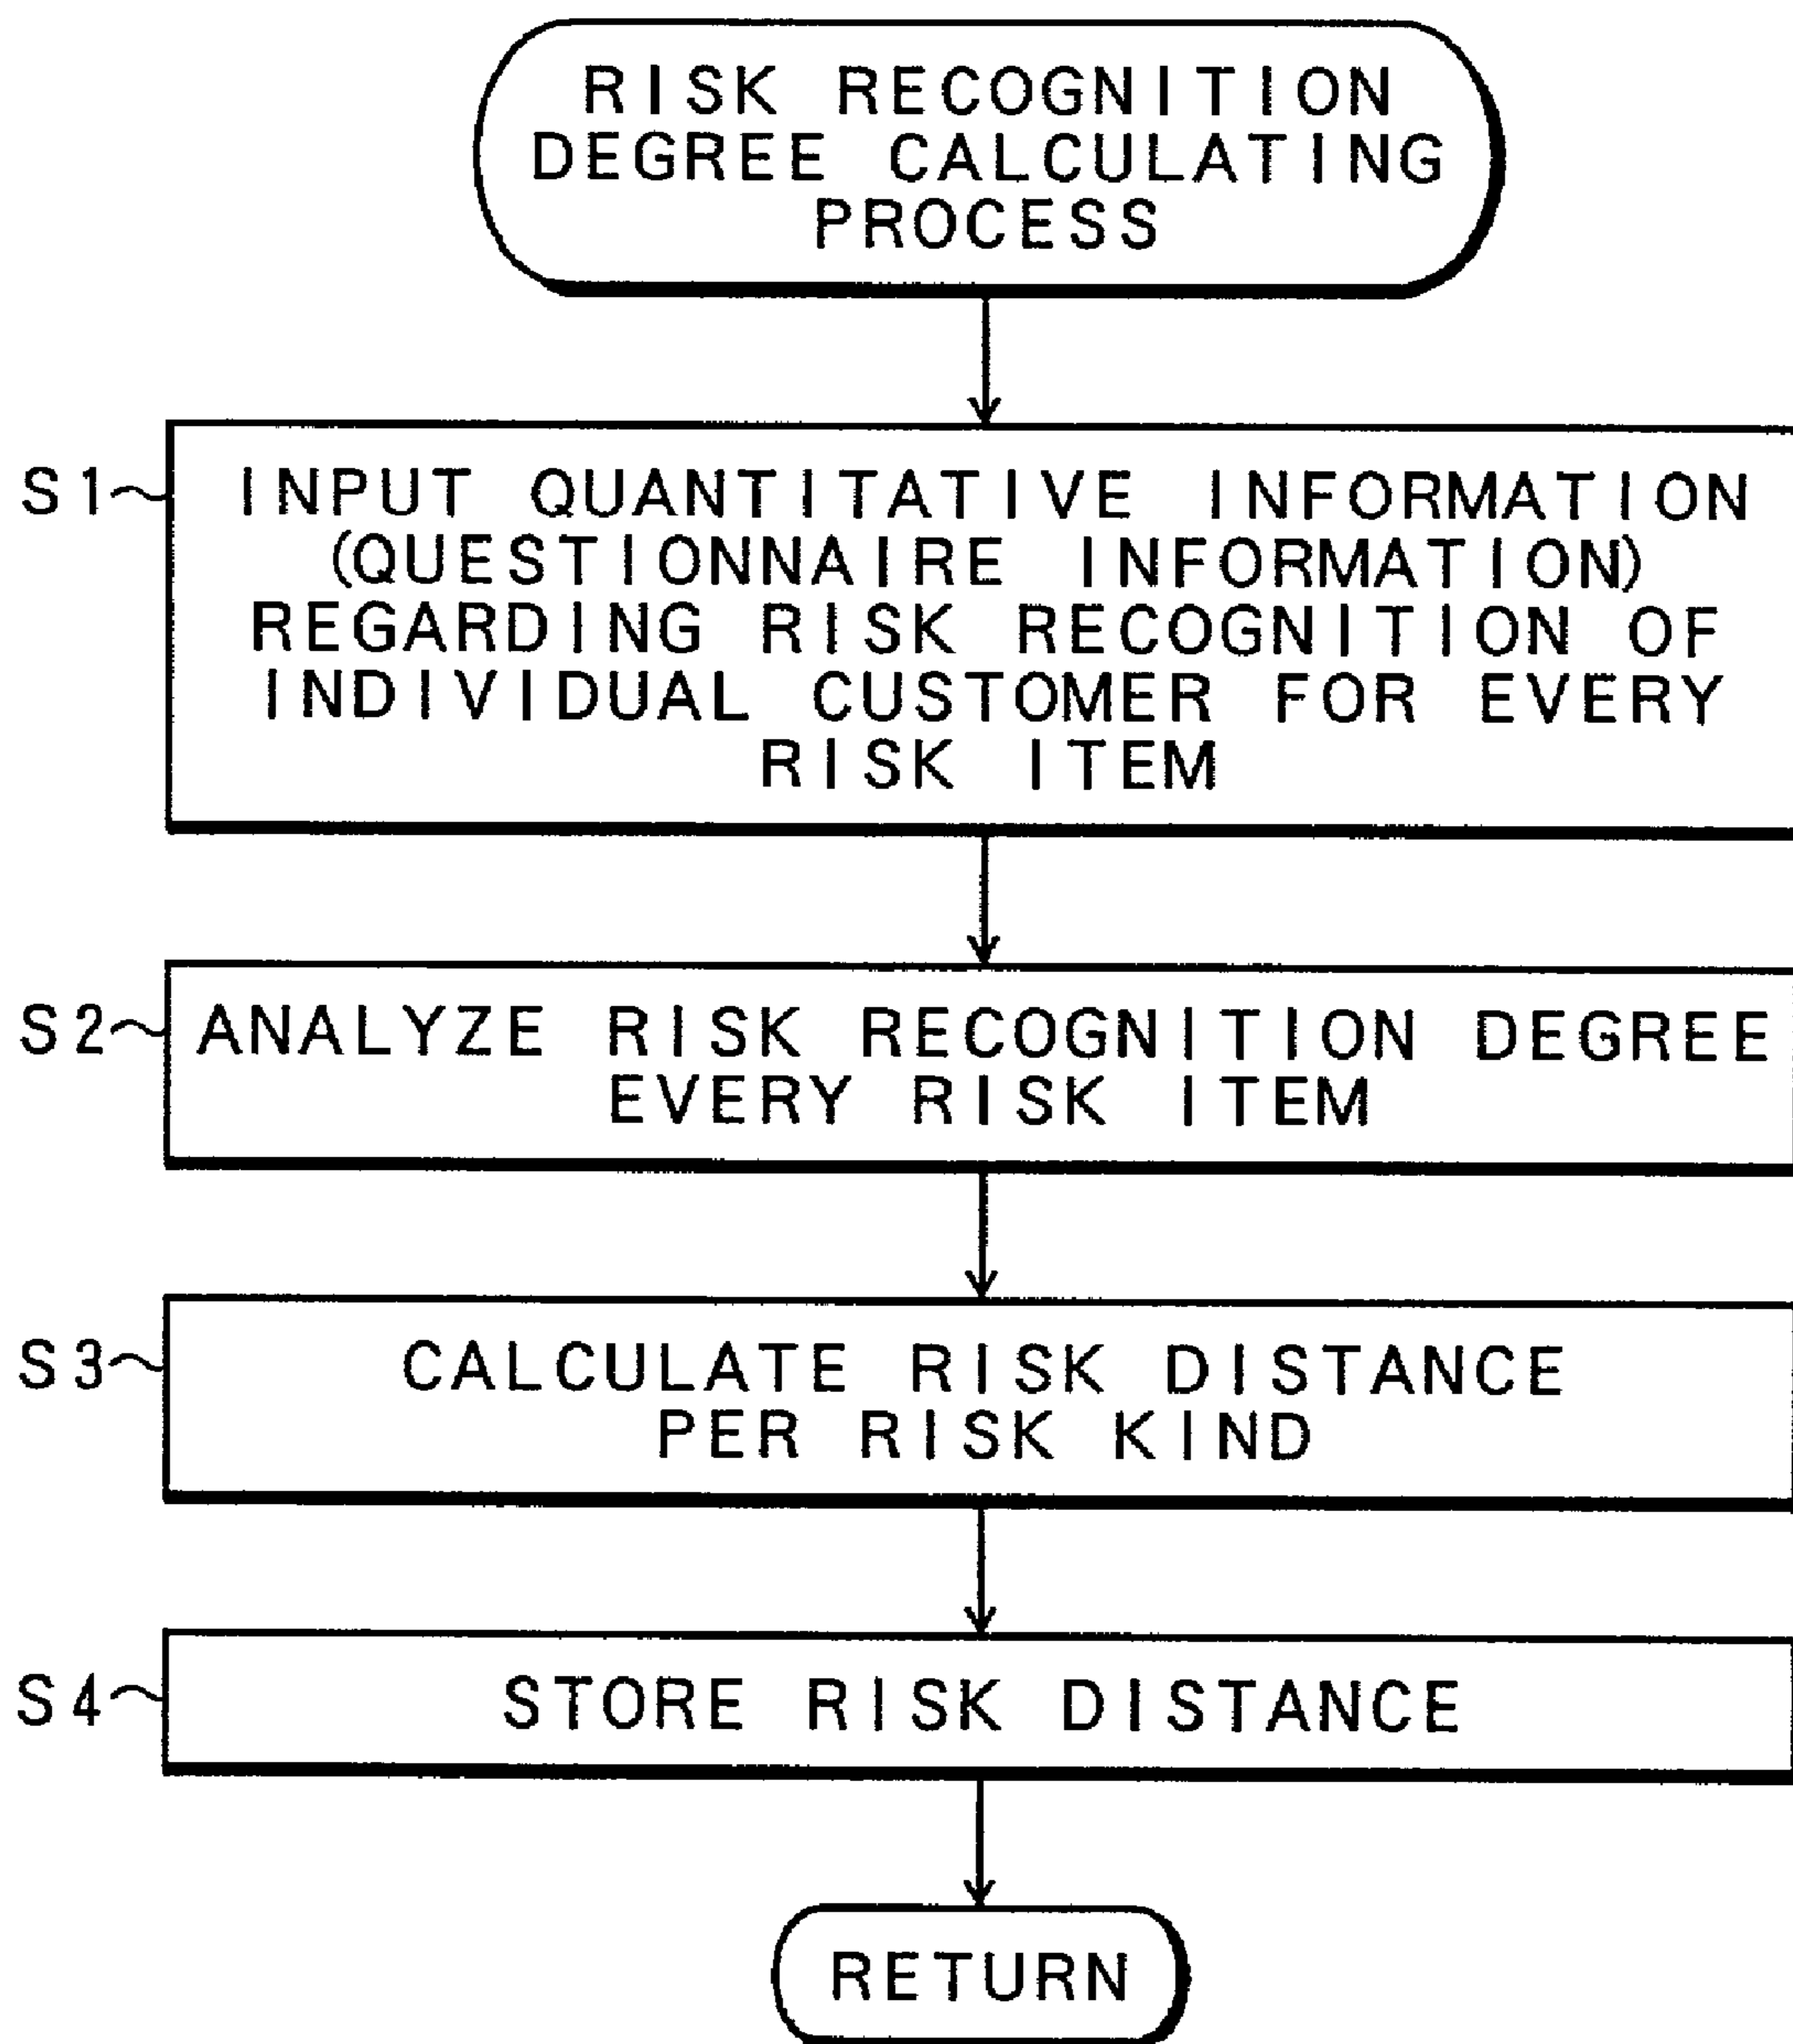 RISK RECOGNITION
DEGREE CALCULATING
PROCESS
S1
INPUT QUANTITATIVE INFORMATION
(QUESTIONNAIRE INFORMATION)
REGARDING RISK RECOGNITION OF
INDIVIDUAL CUSTOMER FOR EVERY
RISK ITEM
S2
ANALYZE RISK RECOGNITION DEGREE
EVERY RISK ITEM
S3
CALCULATE RISK DISTANCE
PER RISK KIND
S4
STORE RISK DISTANCE
RETURN